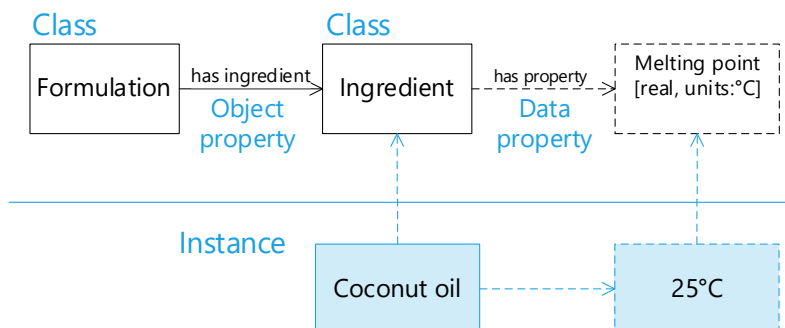 Class
Class
Formulation
has ingredient
Object
property
Ingredient
has property
Data
property
Melting point
[real, units:°C]
Instance
Coconut oil
25°C